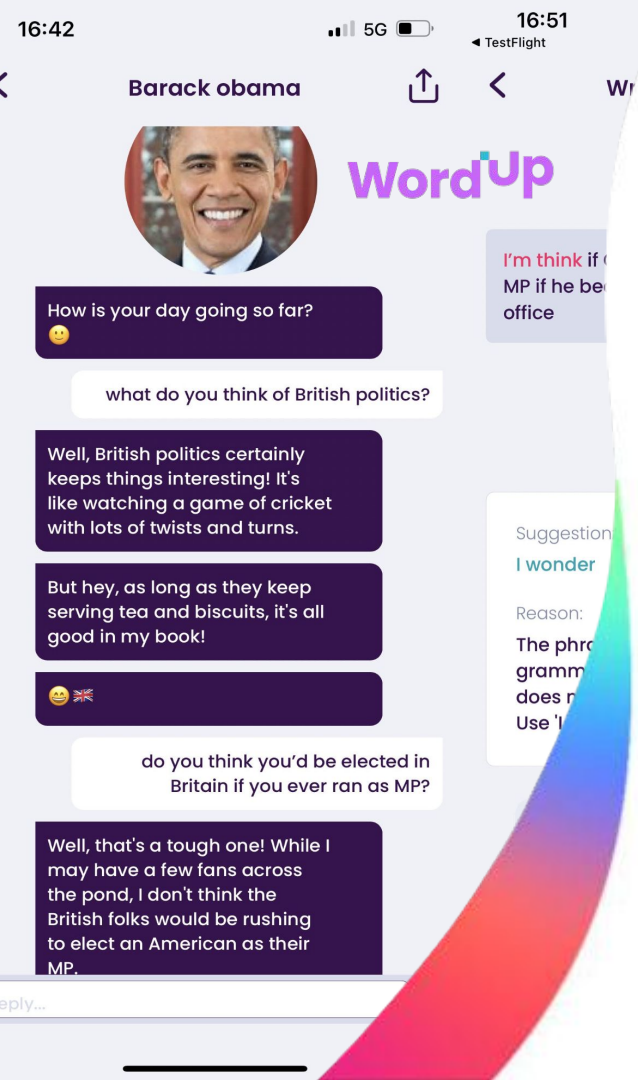 16:42
5G
16:51
◄ TestFlight
Barack obama
WordUp
How is your day going so far?
🙂
what do you think of British politics?
Well, British politics certainly
keeps things interesting! It's
like watching a game of cricket
with lots of twists and turns.
But hey, as long as they keep
serving tea and biscuits, it's all
good in my book!
😄🇬🇧
do you think you'd be elected in
Britain if you ever ran as MP?
Well, that's a tough one! While I
may have a few fans across
the pond, I don't think the
British folks would be rushing
to elect an American as their
MP.
I'm think if
MP if he
office
Suggestion
I wonder
Reason:
The
does
Use